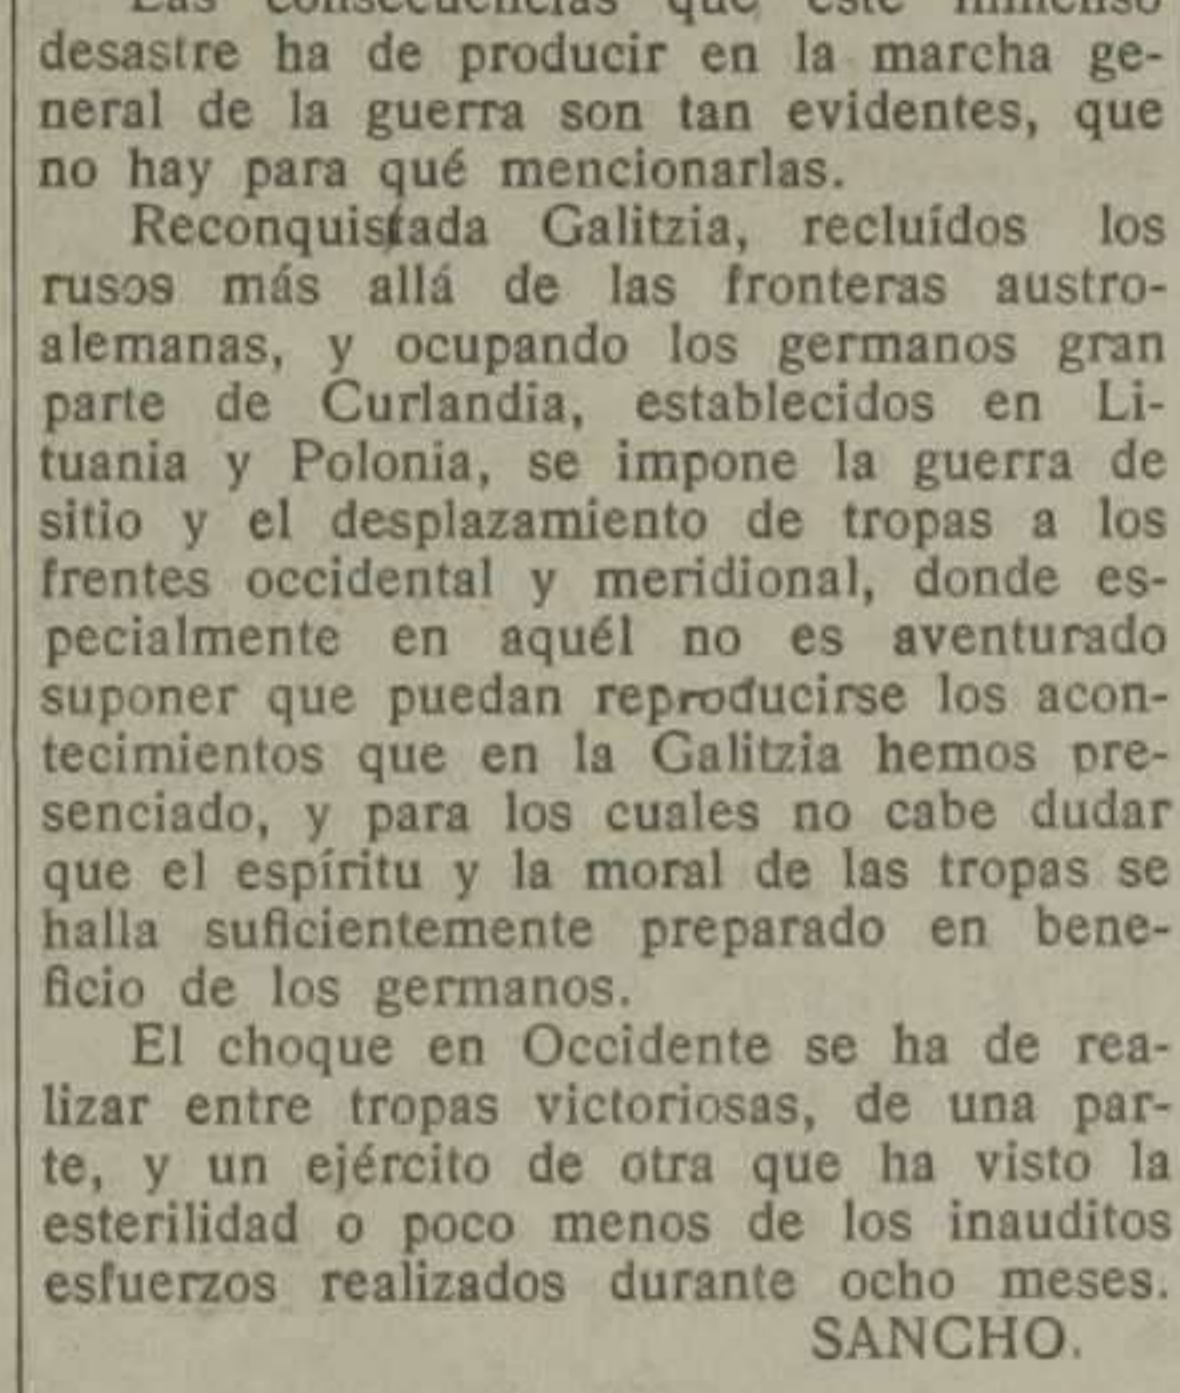 Las consecuencias que este inmenso
desastre ha de producir en la marcha ge-
neral de la guerra son tan evidentes, que
no hay para qué mencionarlas.
Reconquistada Galitzia, recluídos los
rusos más allá de las fronteras austro-
alemanas, y ocupando los germanos gran
parte de Curlandia, establecidos en Li-
tuania y Polonia, se impone la guerra de
sitio y el desplazamiento de tropas a los
frentes occidental y meridional, donde es-
pecialmente en aquél no es aventurado
suponer que puedan reproducirse los acon-
tecimientos que en la Galitzia hemos pre-
senciado, y para los cuales no cabe dudar
que el espíritu y la moral de las tropas se
halla suficientemente preparado en bene-
ficio de los germanos.
El choque en Occidente se ha de rea-
lizar entre tropas victoriosas, de una par-
te, y un ejército de otra que ha visto la
esterilidad o poco menos de los inauditos
esfuerzos realizados durante ocho meses.
SANCHO.